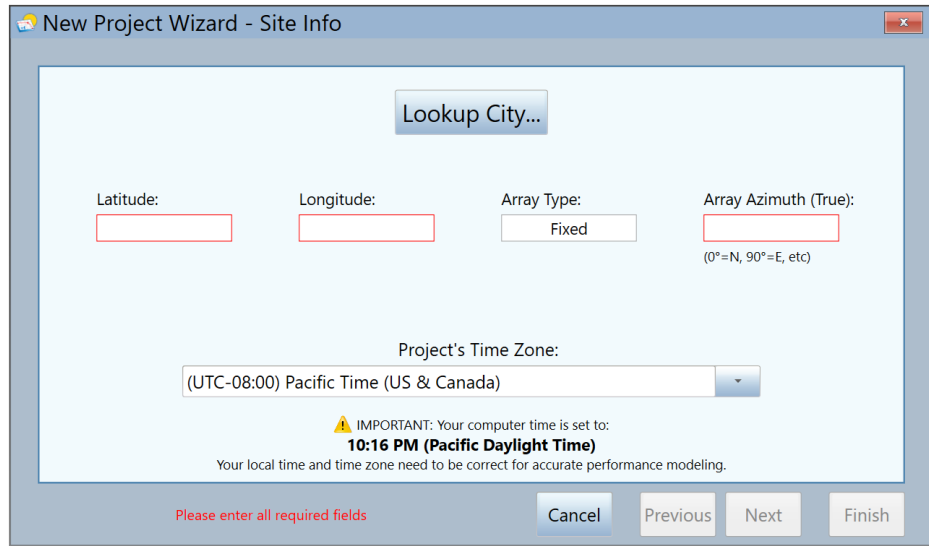 New Project Wizard - Site Info
x
Lookup City...
Latitude: Longitude: Array Type: Array Azimuth (True):
Fixed
(0°=N, 90°=E, etc)
Project's Time Zone:
(UTC-08:00) Pacific Time (US & Canada)
IMPORTANT: Your computer time is set to:
10:16 PM (Pacific Daylight Time)
Your local time and time zone need to be correct for accurate performance modeling.
Please enter all required fields Cancel Previous Next Finish